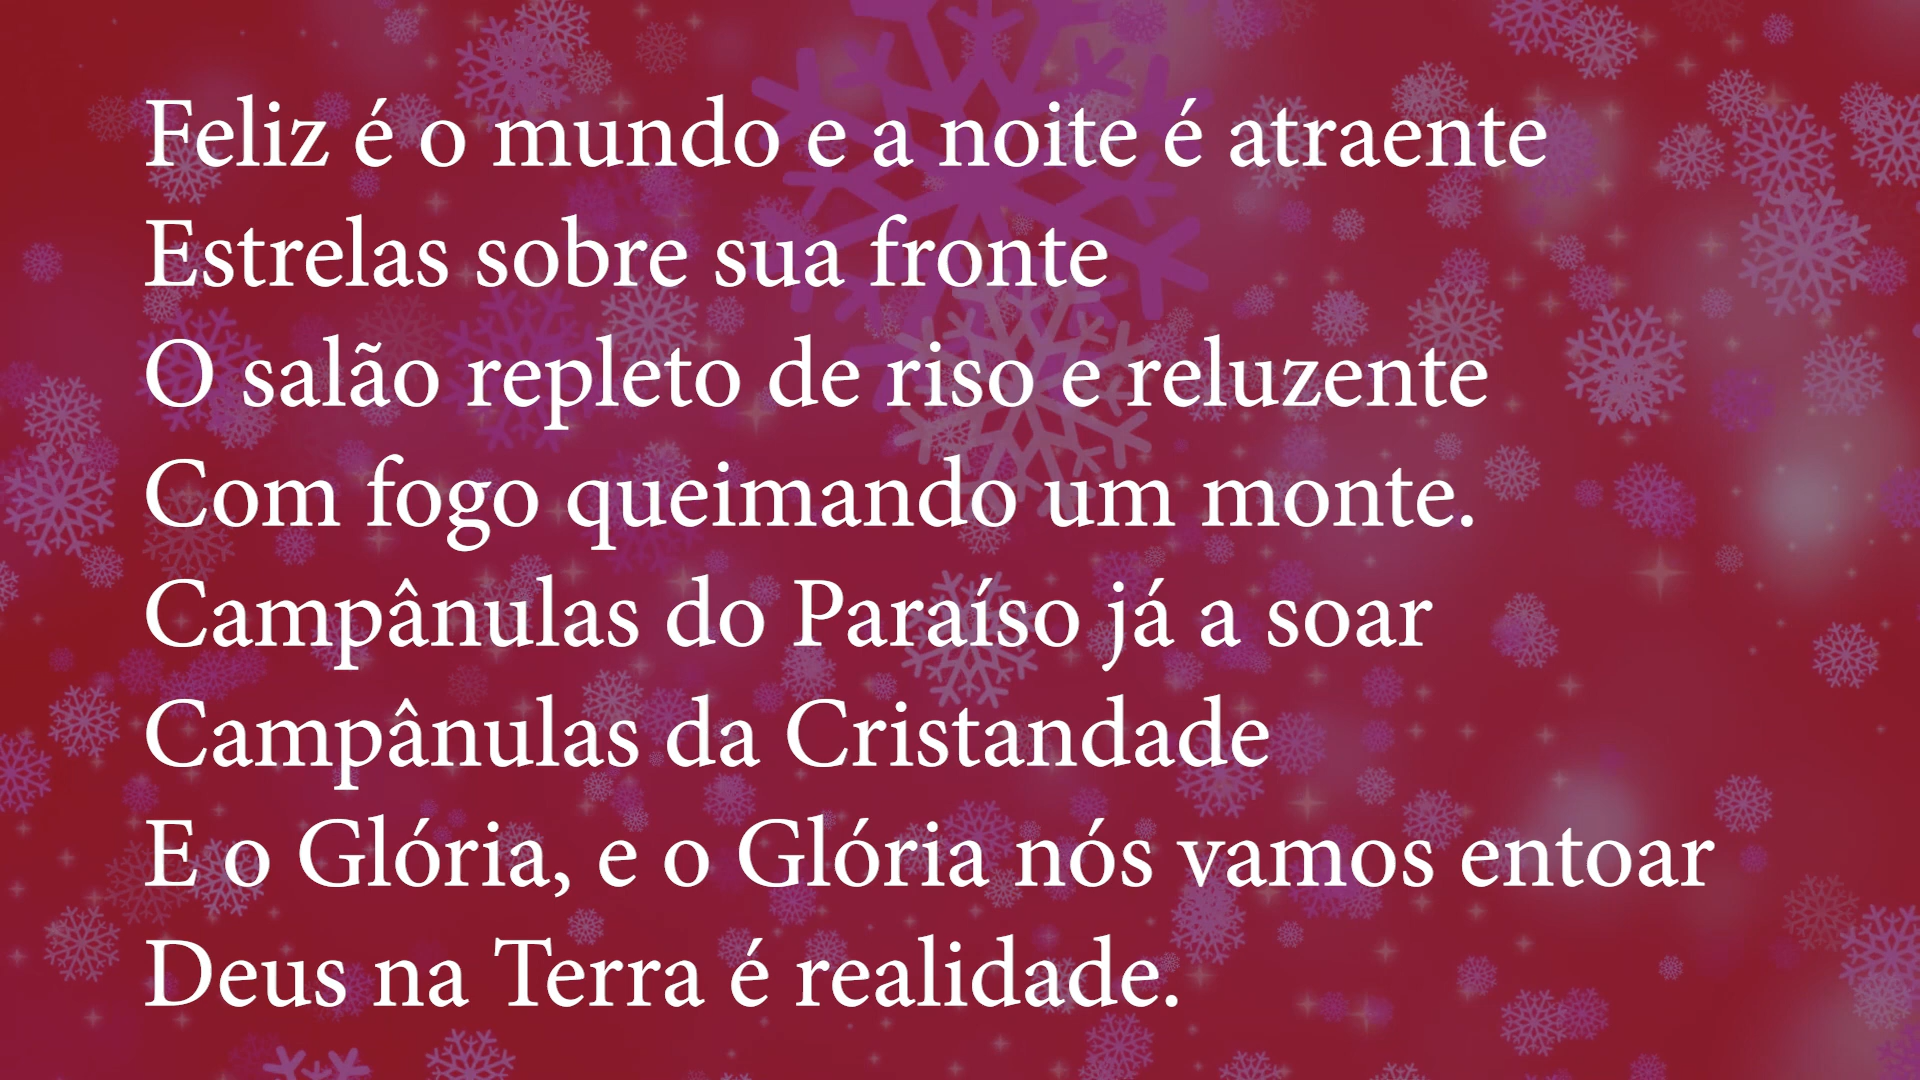 Feliz é o mundo e a noite é atraente
Estrelas sobre sua fronte
O salão repleto de riso e reluzente
Com fogo queimando um monte.
Campânulas do Paraíso já a soar
Campânulas da Cristandade
E o Glória, e o Glória nós vamos entoar
Deus na Terra é realidade.